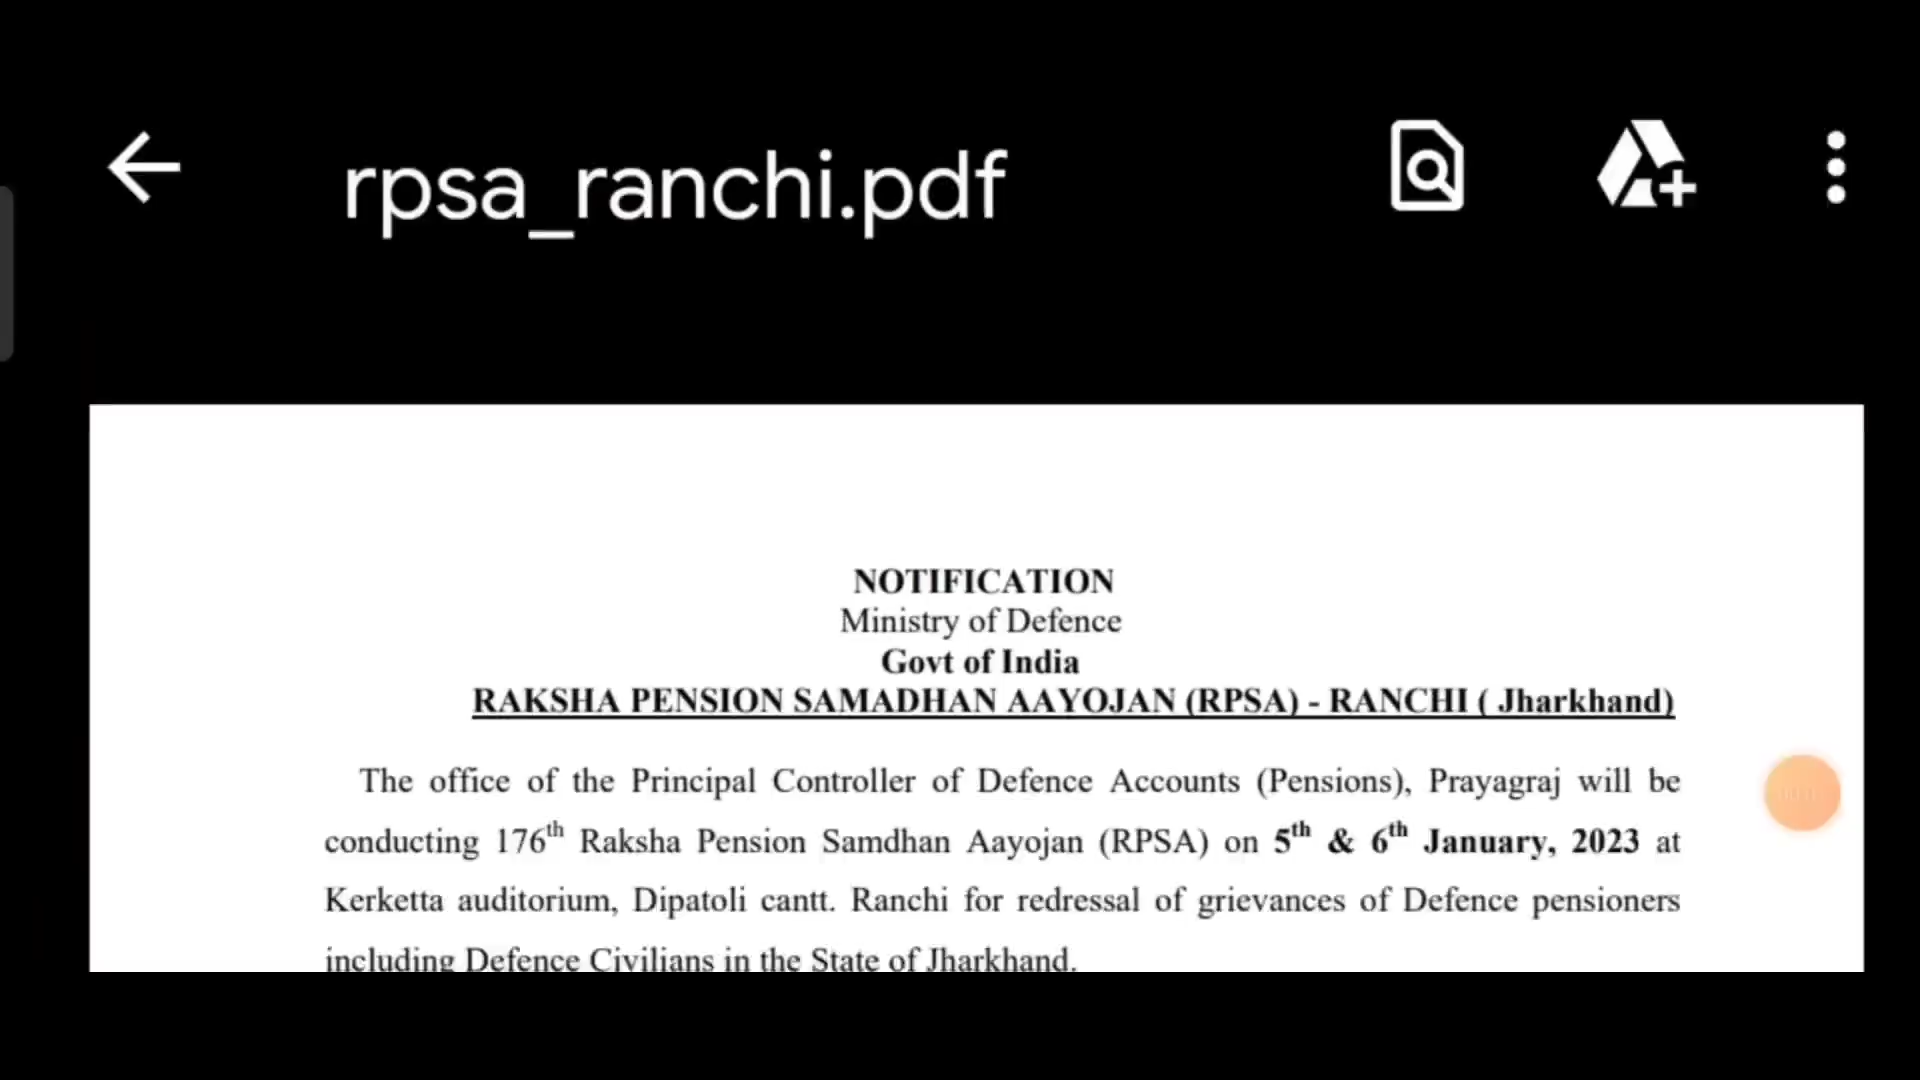 rpsa_ranchi.pdf
NOTIFICATION
Ministry of Defence
Govt of India
RAKSHA PENSION SAMADHAN AAYOJAN (RPSA) - RANCHI ( Jharkhand)
The office of the Principal Controller of Defence Accounts (Pensions), Prayagraj will be
conducting 176th Raksha Pension Samdhan Aayojan (RPSA) on 5th & 6th January, 2023 at
Kerketta auditorium, Dipatoli cantt. Ranchi for redressal of grievances of Defence pensioners
including Defence Civilians in the State of Jharkhand.